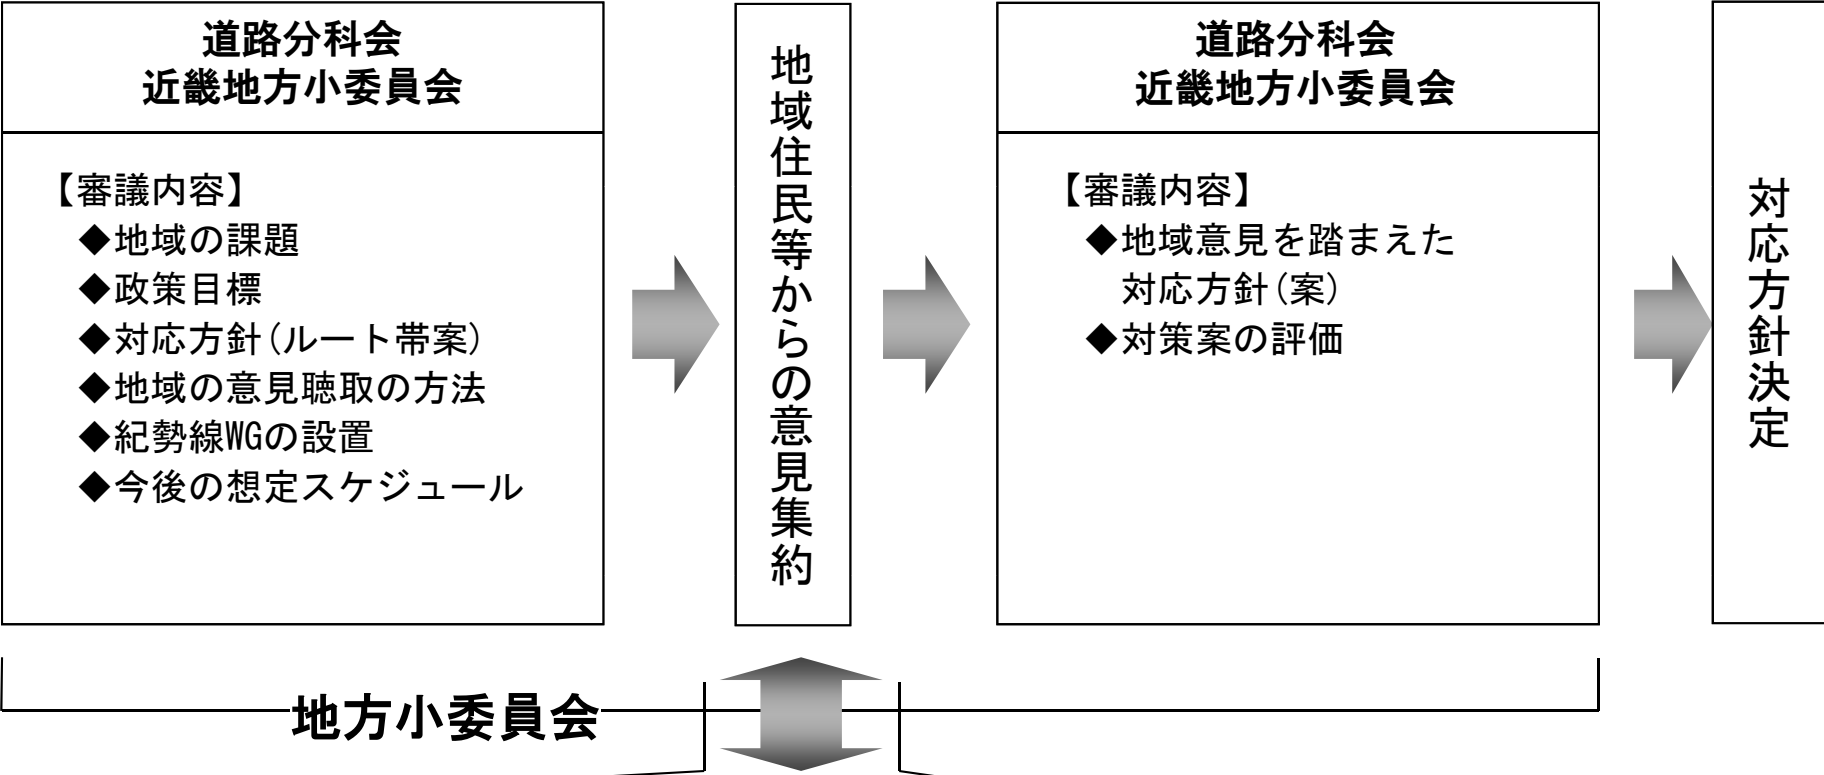 道路分科会
近畿地方小委員会
【審議内容】
◆地域の課題
◆政策目標
◆対応方針(ルート帯案)
◆地域の意見聴取の方法
◆紀勢線WGの設置
◆今後の想定スケジュール
地域住民等からの意見集約
道路分科会
近畿地方小委員会
【審議内容】
◆地域意見を踏まえた
対応方針(案)
◆対策案の評価
対応方針決定
地方小委員会